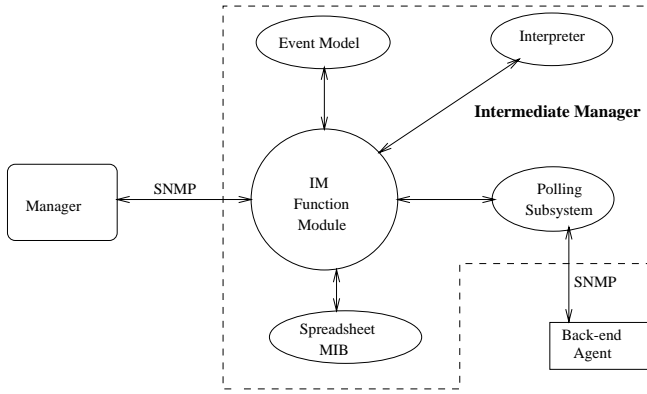 Event Model
Interpreter
Intermediate Manager
SNMP
Manager
IM
Function
Module
Polling
Subsystem
SNMP
Spreadsheet
MIB
Back-end
Agent